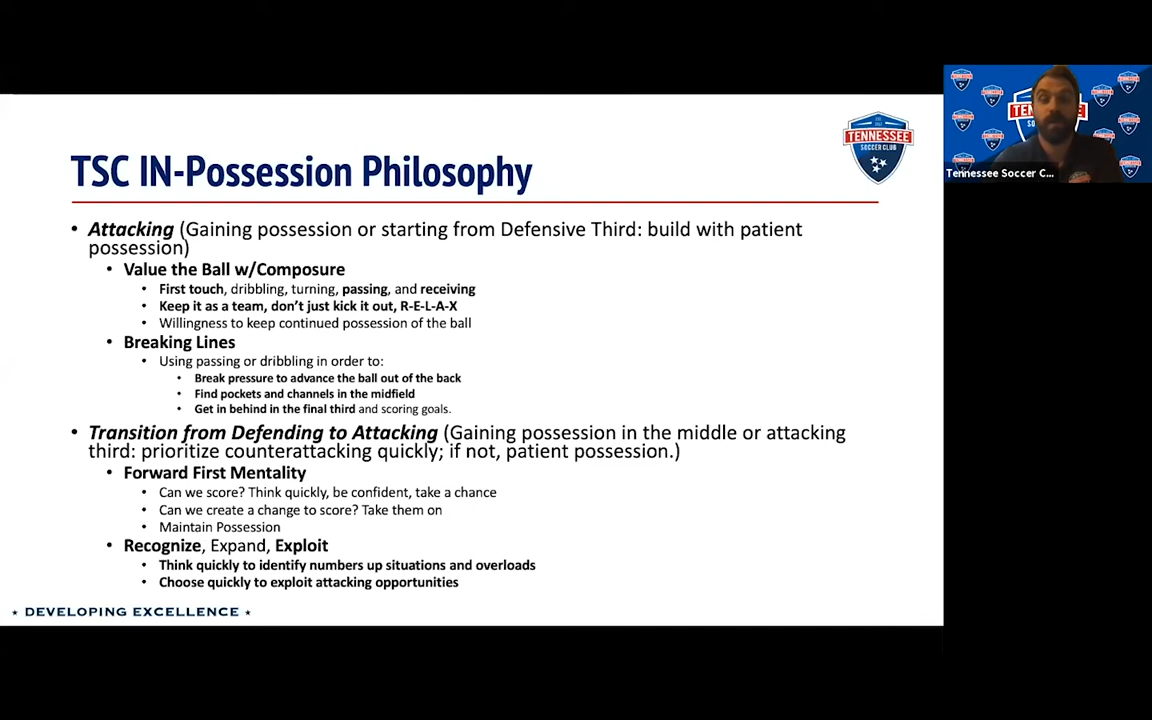 TSC IN-Possession Philosophy
TENNESSEE
SOCCER CLUB
Tennessee Soccer C...
• Attacking (Gaining possession or starting from Defensive Third: build with patient
possession)
• Value the Ball w/Composure
• First touch, dribbling, turning, passing, and receiving
• Keep it as a team, don't just kick it out, R-E-L-A-X
• Willingness to keep continued possession of the ball
• Breaking Lines
• Using passing or dribbling in order to:
• Break pressure to advance the ball out of the back
• Find pockets and channels in the midfield
• Get in behind in the final third and scoring goals.
• Transition from Defending to Attacking (Gaining possession in the middle or attacking
third: prioritize counterattacking quickly; if not, patient possession.)
• Forward First Mentality
• Can we score? Think quickly, be confident, take a chance
• Can we create a change to score? Take them on
• Maintain Possession
• Recognize, Expand, Exploit
• Think quickly to identify numbers up situations and overloads
• Choose quickly to exploit attacking opportunities
★ DEVELOPING EXCELLENCE ★